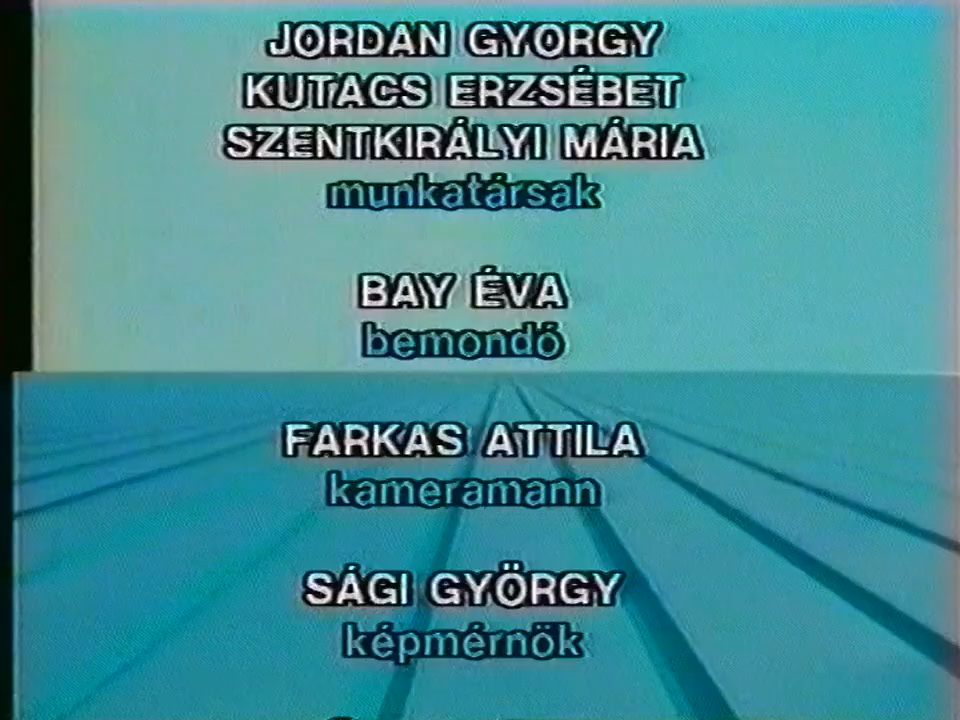 JORDAN GYORGY
KUTACS ERZSÉBET
SZENTKIRÁLYI MÁRIA
munkatársak
BAY ÉVA
bemondó
FARKAS ATTILA
kameramann
SÁGI GYÖRGY
képmérnök